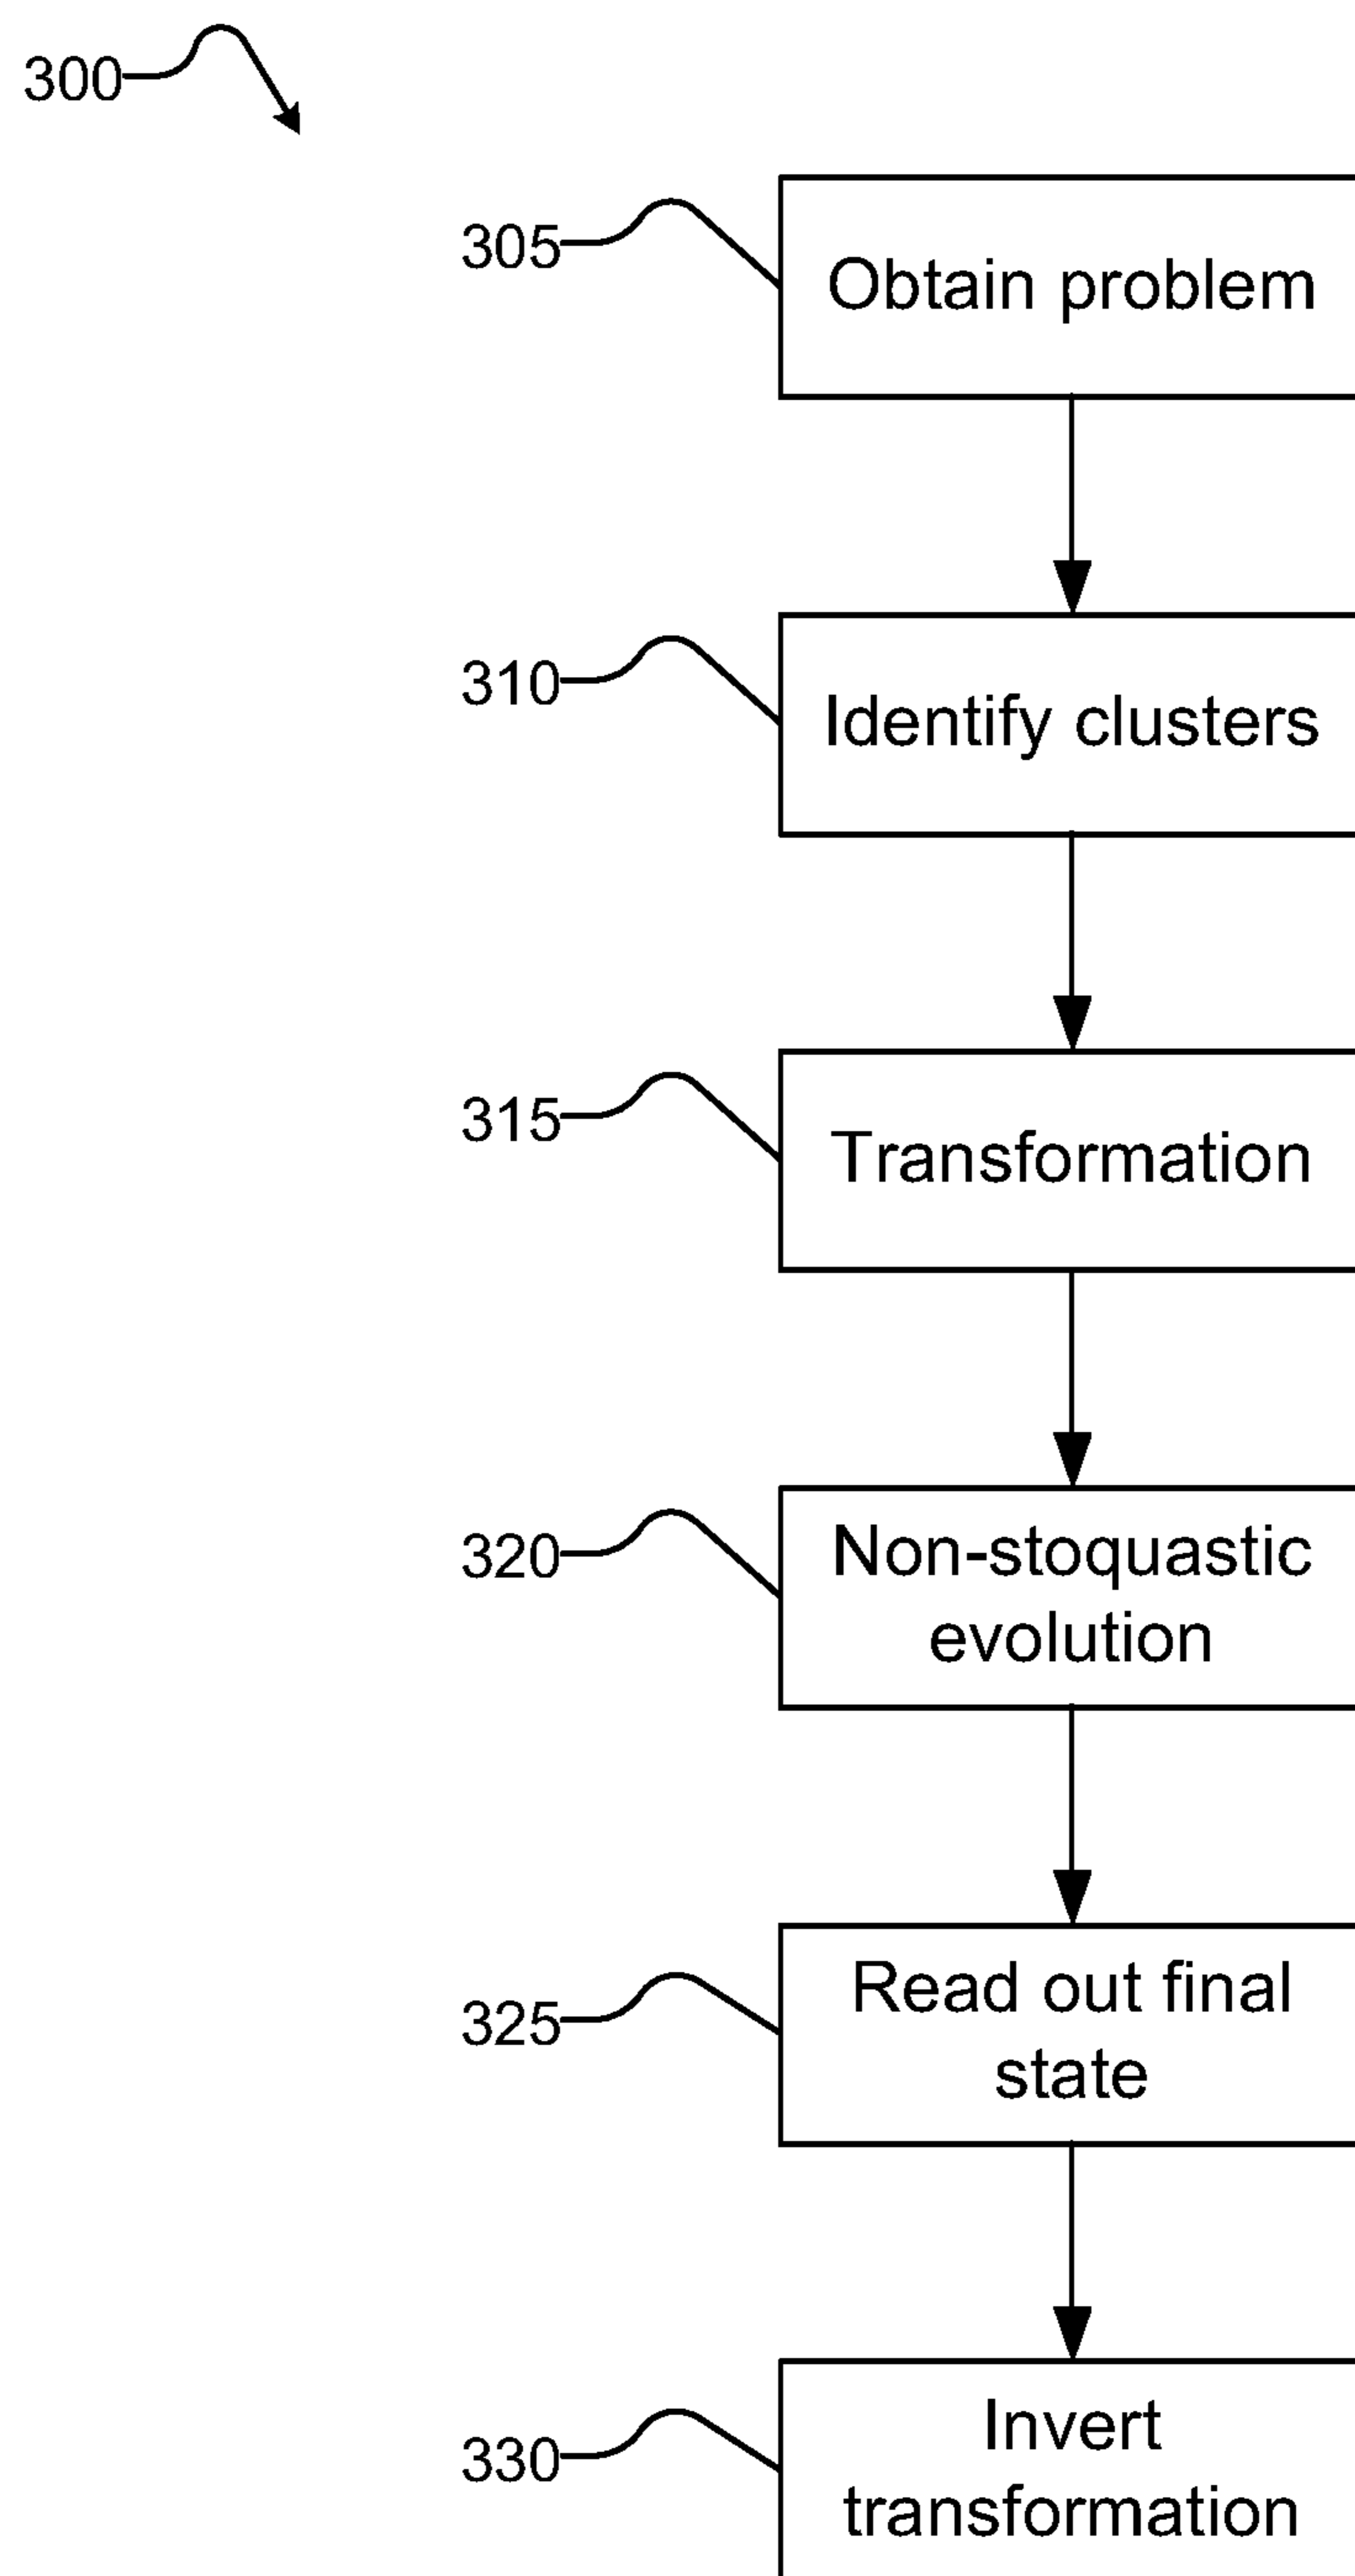 300
305
Obtain problem
310
Identify clusters
315
Transformation
320
Non-stoquastic
evolution
325
Read out final
state
330
Invert
transformation